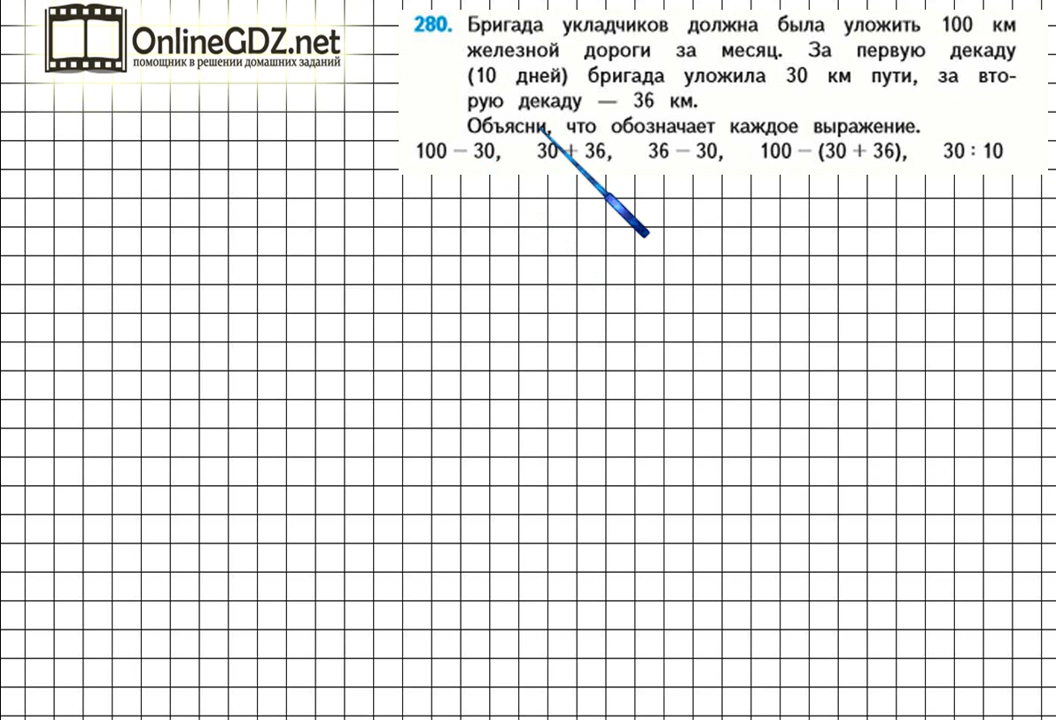 OnlineGDZ.net
помощник в решении домашних заданий
280. Бригада укладчиков должна была уложить 100 км
железной дороги за месяц. За первую декаду
(10 дней) бригада уложила 30 км пути, за вто-
рую декаду — 36 км.
Объясни, что обозначает каждое выражение.
100 − 30, 30 + 36, 36 − 30, 100 − (30 + 36), 30 : 10